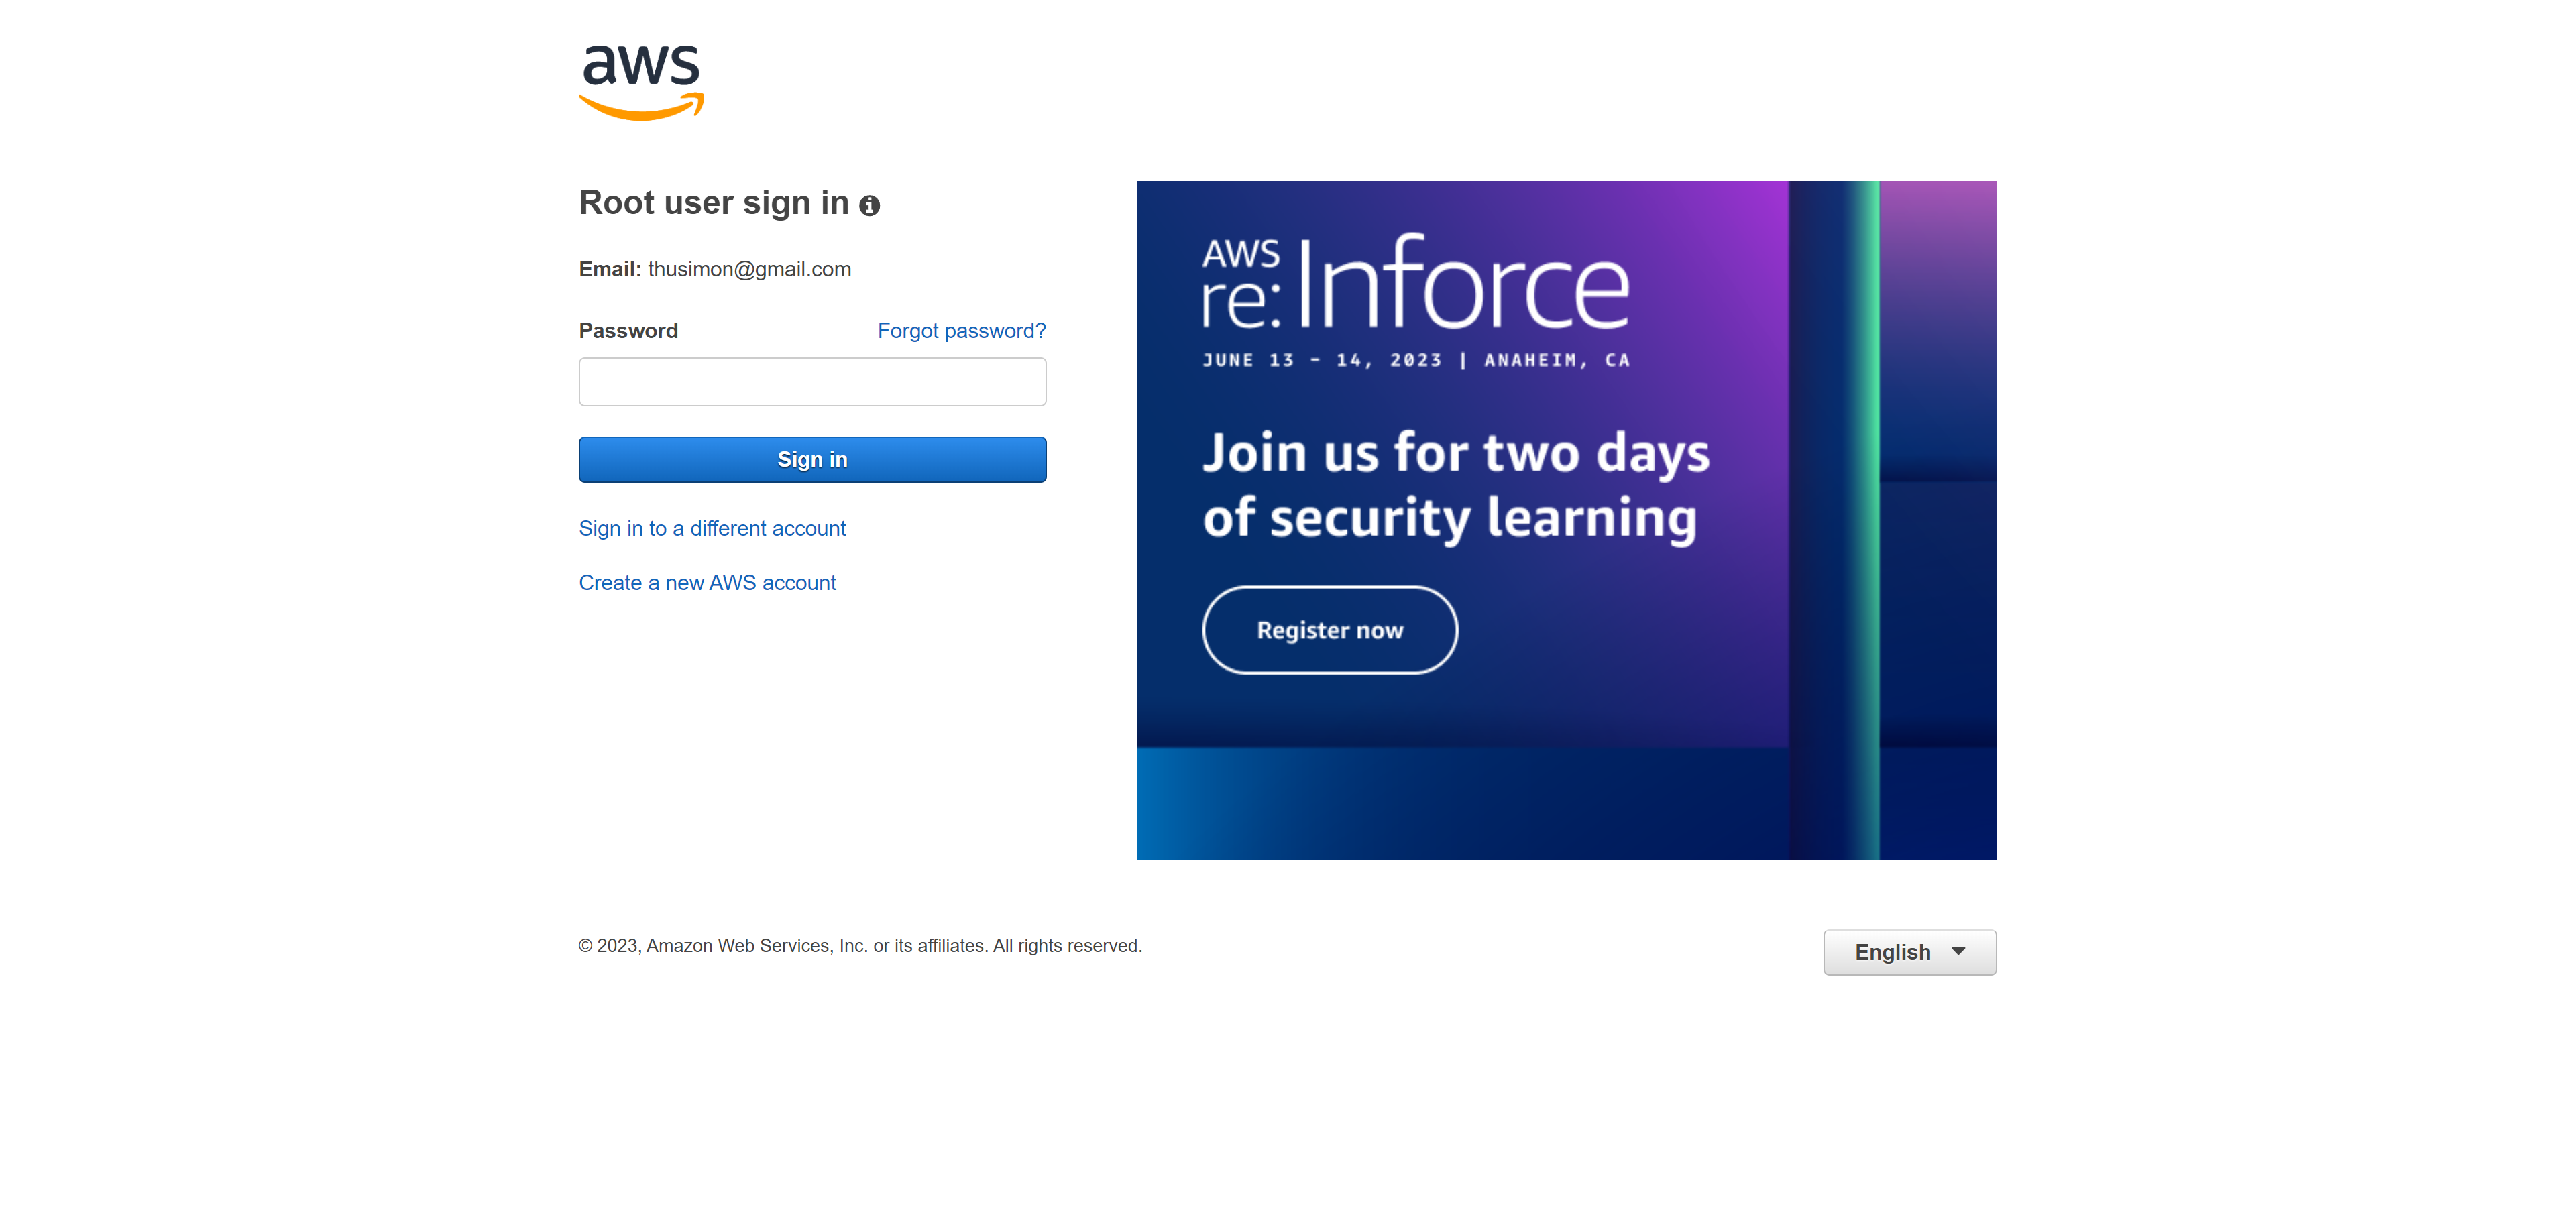 aws
Root user sign in
Email: thusimon@gmail.com
Password
Forgot password?
Sign in
Sign in to a different account
Create a new AWS account
AWS
re:Inforce
JUNE 13 – 14, 2023 | ANAHEIM, CA
Join us for two days
of security learning
Register now
© 2023, Amazon Web Services, Inc. or its affiliates. All rights reserved.
English